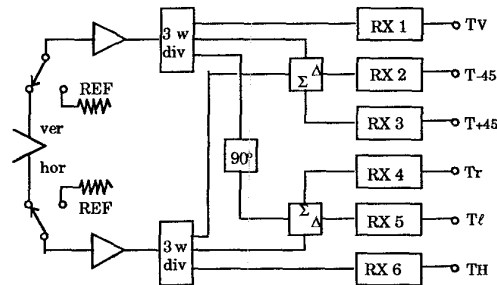 3 w
div
RX 1
TV
RX 2
T-45
Δ
Σ
RX 3
T+45
REF
ver
hor
REF
90°
RX 4
Tr
Σ
Δ
RX 5
Tℓ
3 w
div
RX 6
TH